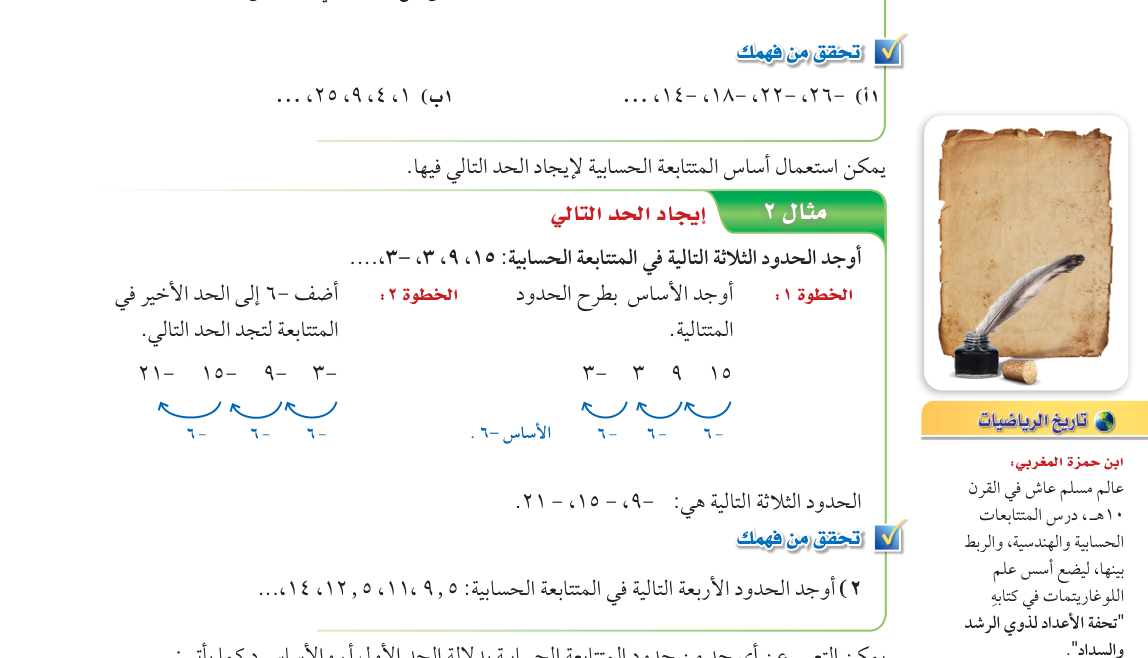 تحقق من فهمك
١أ) -٢٦، -٢٢، -١٨، -١٤، ...
١ب) ١، ٤، ٩، ٢٥، ...
يمكن استعمال أساس المتتابعة الحسابية لإيجاد الحد التالي فيها.
مثال ٢ إيجاد الحد التالي
أوجد الحدود الثلاثة التالية في المتتابعة الحسابية: ١٥، ٩، ٣، -٣،....
الخطوة ١: أوجد الأساس بطرح الحدود
المتتالية.
١٥ ٩ ٣ -٣
-٦ -٦ -٦ الأساس -٦ .
الخطوة ٢: أضف -٦ إلى الحد الأخير في
المتتابعة لتجد الحد التالي.
-٣ -٩ -١٥ -٢١
-٦ -٦ -٦
الحدود الثلاثة التالية هي: -٩، - ١٥، - ٢١.
تحقق من فهمك
٢) أوجد الحدود الأربعة التالية في المتتابعة الحسابية: ٩,٥، ١١، ١٢,٥، ١٤،...
تاريخ الرياضيات
ابن حمزة المغربي:
عالم مسلم عاش في القرن
١٠هـ، درس المتتابعات
الحسابية والهندسية، والربط
بينها، ليضع أسس علم
اللوغاريتمات في كتابهِ
"تحفة الأعداد لذوي الرشد
والسداد".